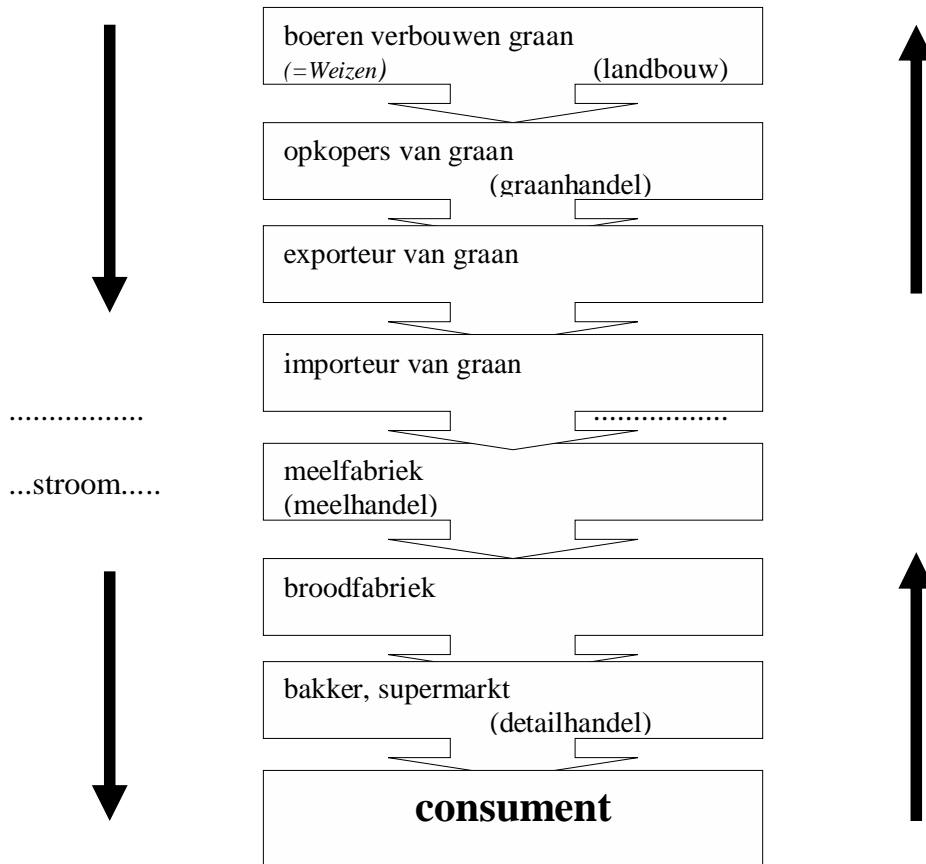 boeren verbouwen graan
(=Weizen) (landbouw)
opkopers van graan
(graanhandel)
exporteur van graan
importeur van graan
................. .................
...stroom.....
meelfabriek
(meelhandel)
broodfabriek
bakker, supermarkt
(detailhandel)
consument